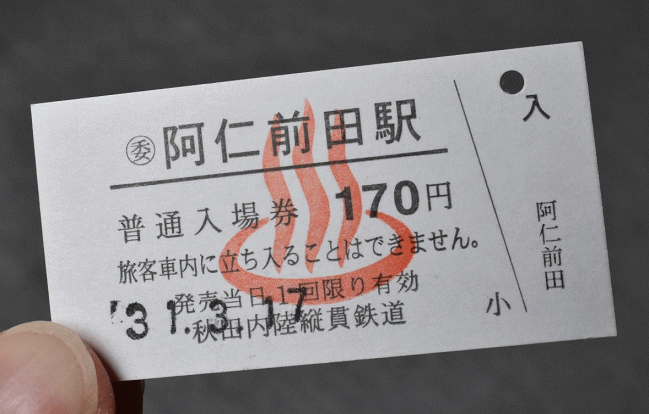 委 阿仁前田駅
普通入場券 170円
旅客車内に立ち入ることはできません。
発売当日1回限り有効
'31.3.17
秋田内陸縦貫鉄道
入
阿仁前田
小